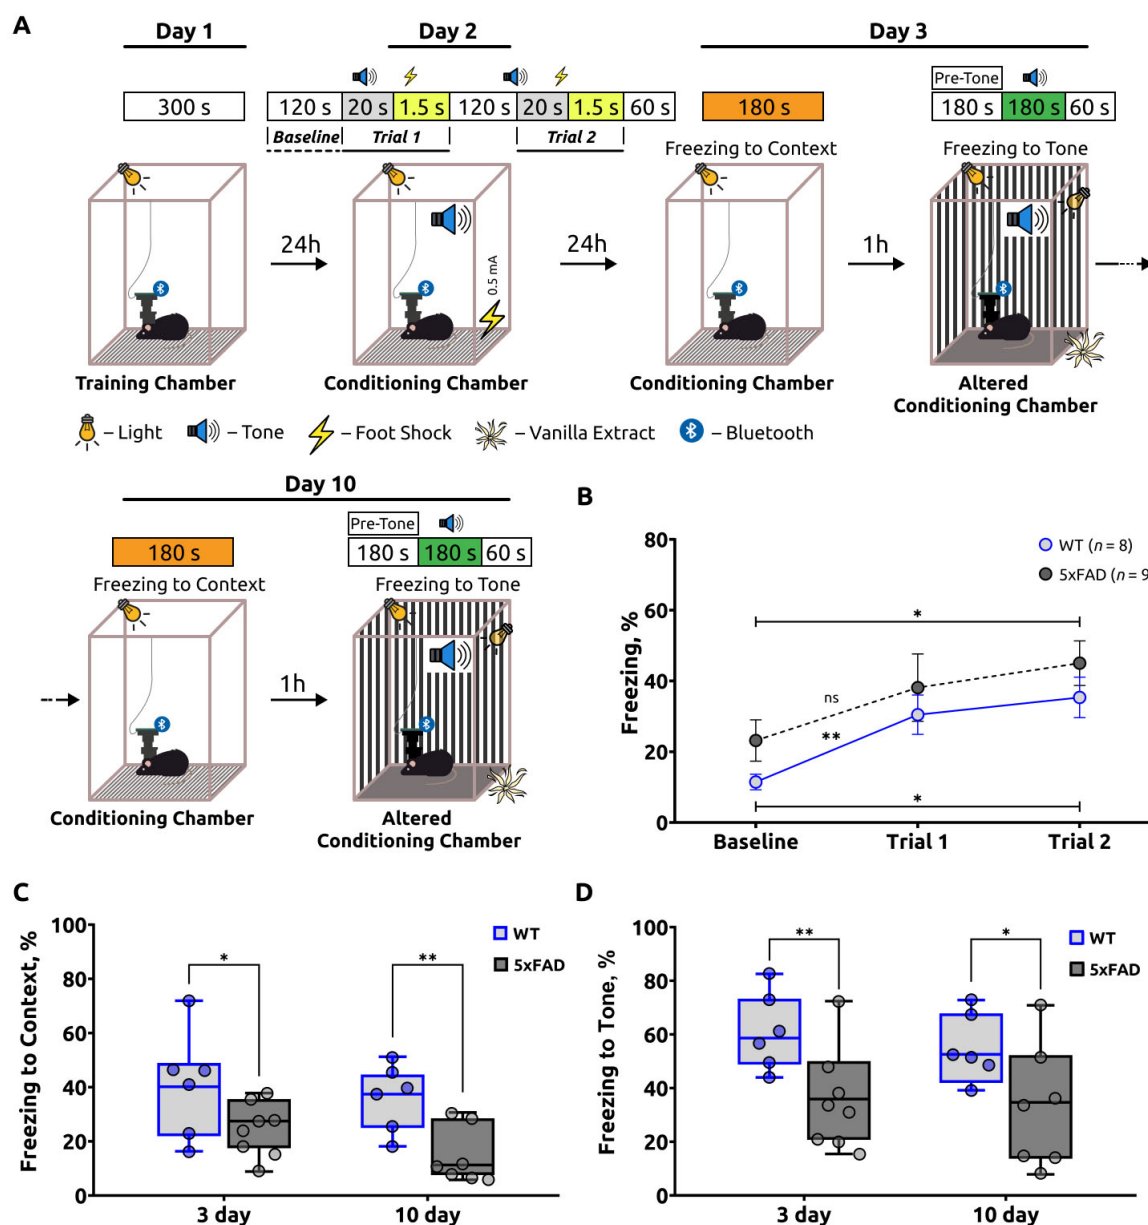 A
Day 1
Day 2
Day 3
300 s
120 s 20 s 1.5 s 120 s 20 s 1.5 s 60 s
Baseline Trial 1 Trial 2
180 s
Freezing to Context
Pre-Tone
180 s 180 s 60 s
Freezing to Tone
24h
24h
1h
0.5 mA
Training Chamber
Conditioning Chamber
Conditioning Chamber
Altered
Conditioning Chamber
– Light – Tone – Foot Shock – Vanilla Extract – Bluetooth
Day 10
180 s
Freezing to Context
Pre-Tone
180 s 180 s 60 s
Freezing to Tone
1h
Conditioning Chamber
Altered
Conditioning Chamber
B
Freezing, %
80
60
40
20
0
WT (n = 8)
5xFAD (n = 9
*
ns
**
*
Baseline Trial 1 Trial 2
C
Freezing to Context, %
100
80
60
40
20
0
WT
5xFAD
*
**
3 day 10 day
D
Freezing to Tone, %
100
80
60
40
20
0
WT
5xFAD
**
*
3 day 10 day